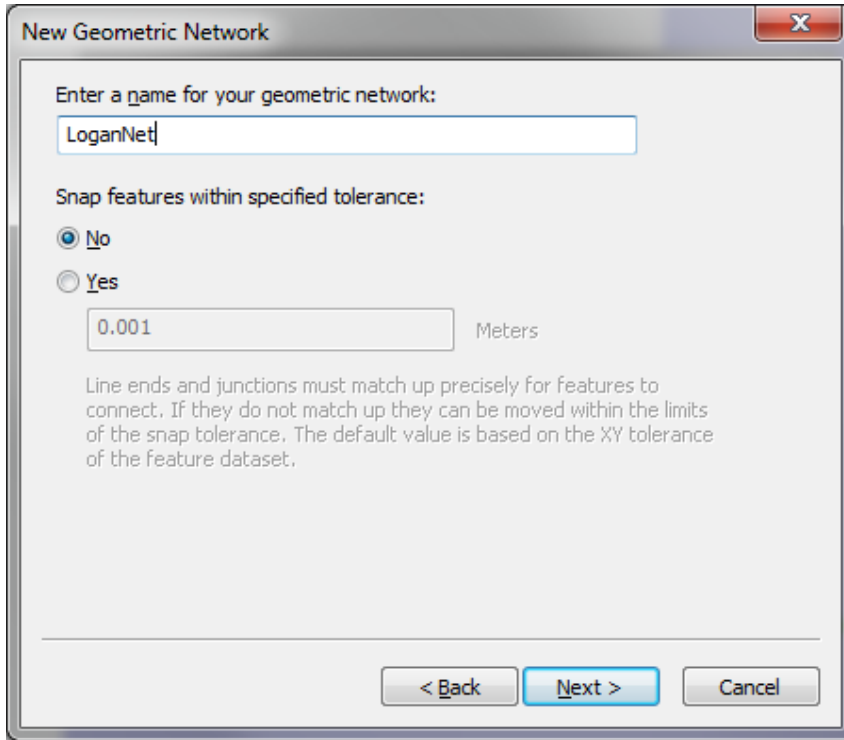 New Geometric Network
X
Enter a name for your geometric network:
LoganNet
Snap features within specified tolerance:
No
Yes
0.001 Meters
Line ends and junctions must match up precisely for features to
connect. If they do not match up they can be moved within the limits
of the snap tolerance. The default value is based on the XY tolerance
of the feature dataset.
< Back Next > Cancel